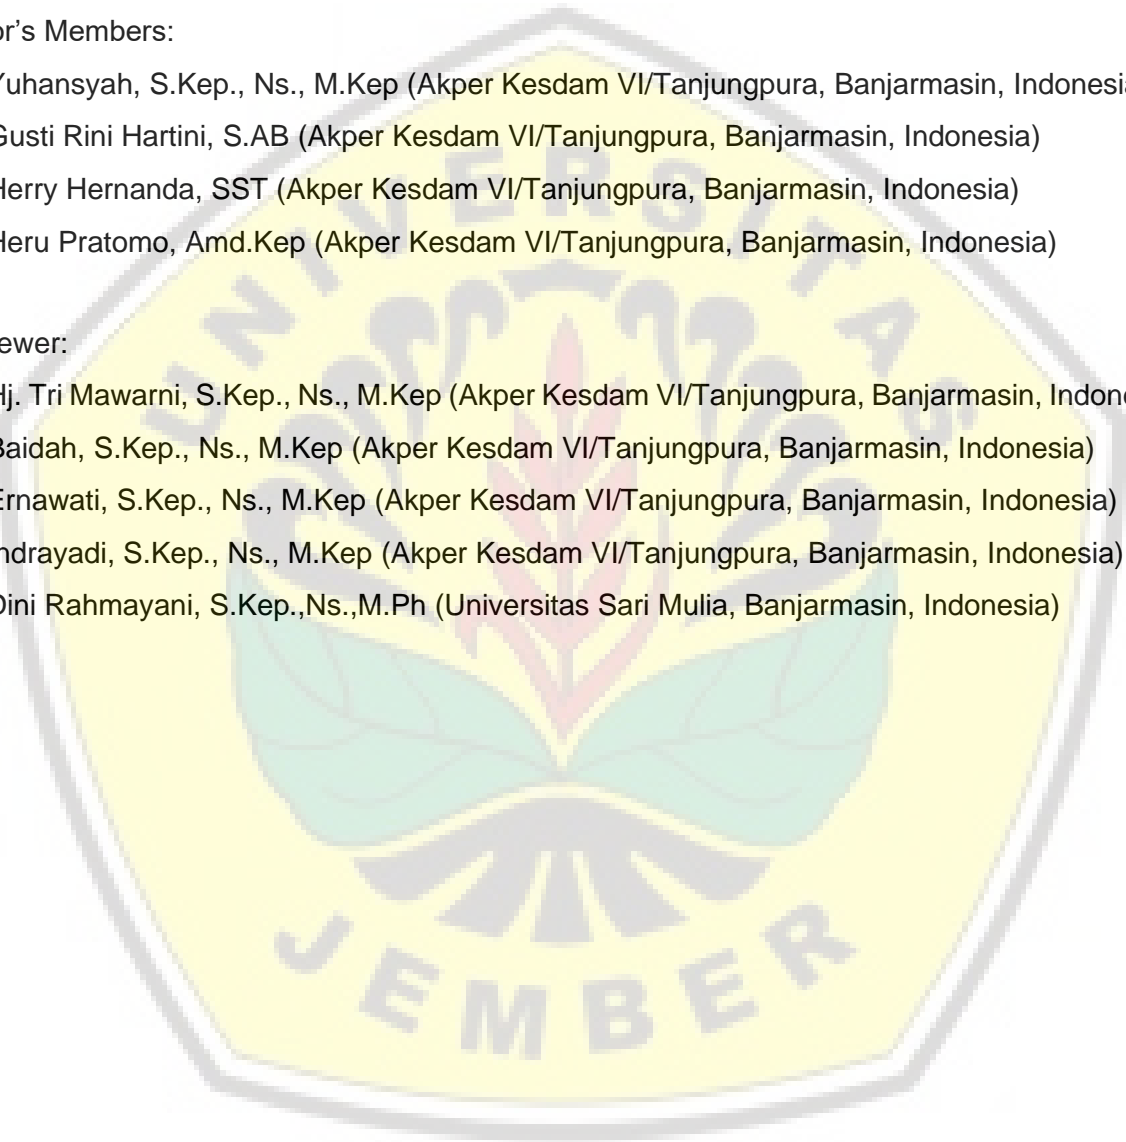 or’s Members:
Yuhansyah, S.Kep., Ns., M.Kep (Akper Kesdam VI/Tanjungpura, Banjarmasin, Indonesia
Gusti Rini Hartini, S.AB (Akper Kesdam VI/Tanjungpura, Banjarmasin, Indonesia)
Herry Hernanda, SST (Akper Kesdam VI/Tanjungpura, Banjarmasin, Indonesia)
Heru Pratomo, Amd.Kep (Akper Kesdam VI/Tanjungpura, Banjarmasin, Indonesia)
ewer:
Hj. Tri Mawarni, S.Kep., Ns., M.Kep (Akper Kesdam VI/Tanjungpura, Banjarmasin, Indone
Baidah, S.Kep., Ns., M.Kep (Akper Kesdam VI/Tanjungpura, Banjarmasin, Indonesia)
Ernawati, S.Kep., Ns., M.Kep (Akper Kesdam VI/Tanjungpura, Banjarmasin, Indonesia)
Indrayadi, S.Kep., Ns., M.Kep (Akper Kesdam VI/Tanjungpura, Banjarmasin, Indonesia)
Dini Rahmayani, S.Kep.,Ns.,M.Ph (Universitas Sari Mulia, Banjarmasin, Indonesia)
UNIVERSITAS
JEMBER